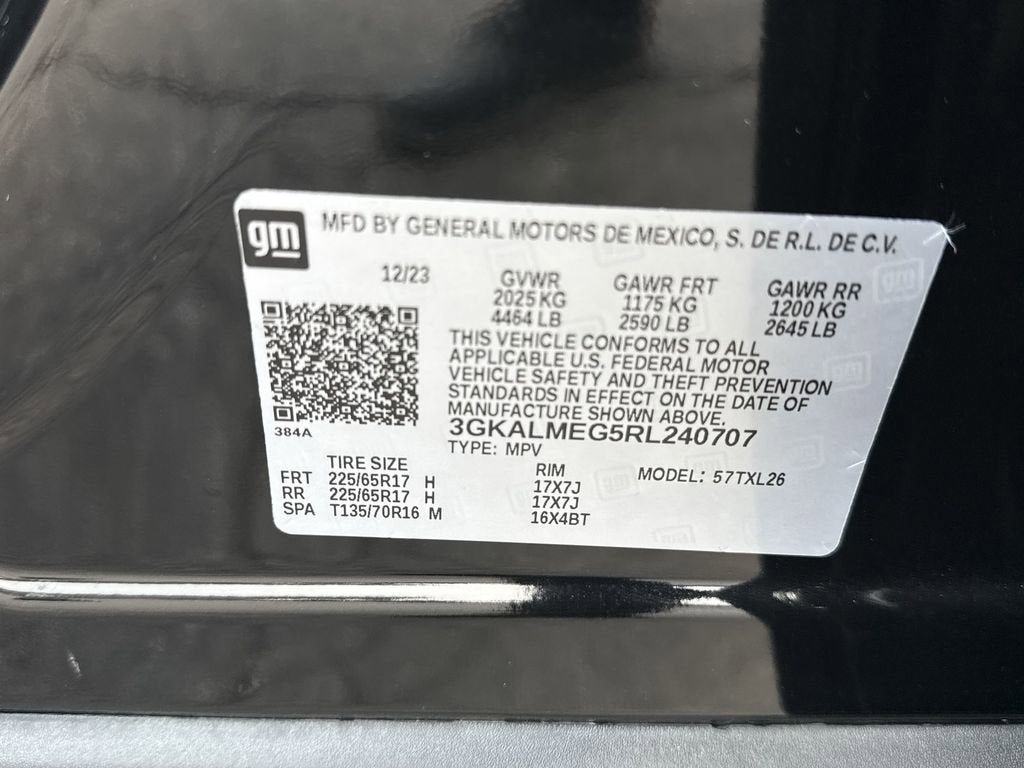 gm MFD BY GENERAL MOTORS DE MEXICO, S. DE R.L. DE C.V.
12/23 GVWR GAWR FRT GAWR RR
2025 KG 1175 KG 1200 KG
4464 LB 2590 LB 2645 LB
THIS VEHICLE CONFORMS TO ALL
APPLICABLE U.S. FEDERAL MOTOR
VEHICLE SAFETY AND THEFT PREVENTION
STANDARDS IN EFFECT ON THE DATE OF
MANUFACTURE SHOWN ABOVE.
384A
3GKALMEG5RL240707
TYPE: MPV
TIRE SIZE RIM MODEL: 57TXL26
FRT 225/65R17 H 17X7J
RR 225/65R17 H 17X7J
SPA T135/70R16 M 16X4BT